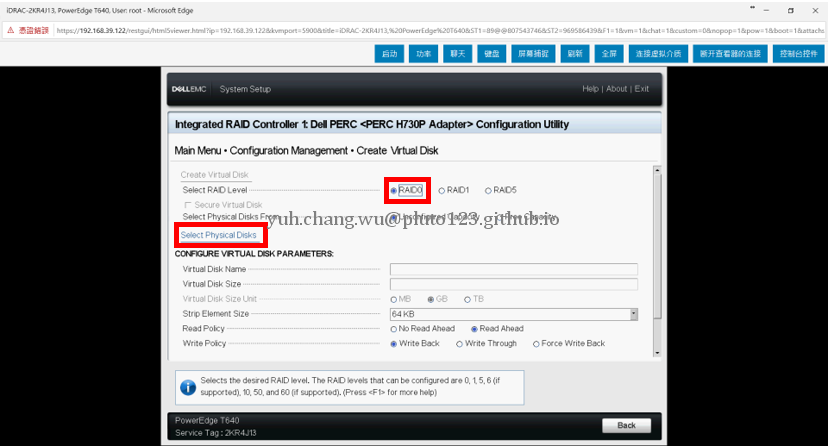 iDRAC-2KR4J13, PowerEdge T640, User: root - Microsoft Edge
憑證錯誤 https://192.168.39.122/restgui/html5viewer.html?ip=192.168.39.122&kvmport=5900&title=iDRAC-2KR4J13,%20PowerEdge%20T640&ST1=89@@807543746&ST2=969586439&F1=1&vm=1&chat=1&custom=0&nopop=1&pow=1&boot=1&attachs
启动 功率 聊天 键盘 屏幕捕获 刷新 全屏 连接虚拟介质 断开查看器的连接 控制台控件
DELLEMC System Setup Help | About | Exit
Integrated RAID Controller 1: Dell PERC <PERC H730P Adapter> Configuration Utility
Main Menu • Configuration Management • Create Virtual Disk
Create Virtual Disk
Select RAID Level RAID0 RAID1 RAID5
Secure Virtual Disk
Select Physical Disks From Unconfigured Capacity Free Capacity
yuh.chang.wu@pluto123.github.io
Select Physical Disks
CONFIGURE VIRTUAL DISK PARAMETERS:
Virtual Disk Name
Virtual Disk Size
Virtual Disk Size Unit MB GB TB
Strip Element Size 64 KB
Read Policy No Read Ahead Read Ahead
Write Policy Write Back Write Through Force Write Back
Selects the desired RAID level. The RAID levels that can be configured are 0, 1, 5, 6 (if
supported), 10, 50, and 60 (if supported). (Press <F1> for more help)
PowerEdge T640
Service Tag : 2KR4J13
Back